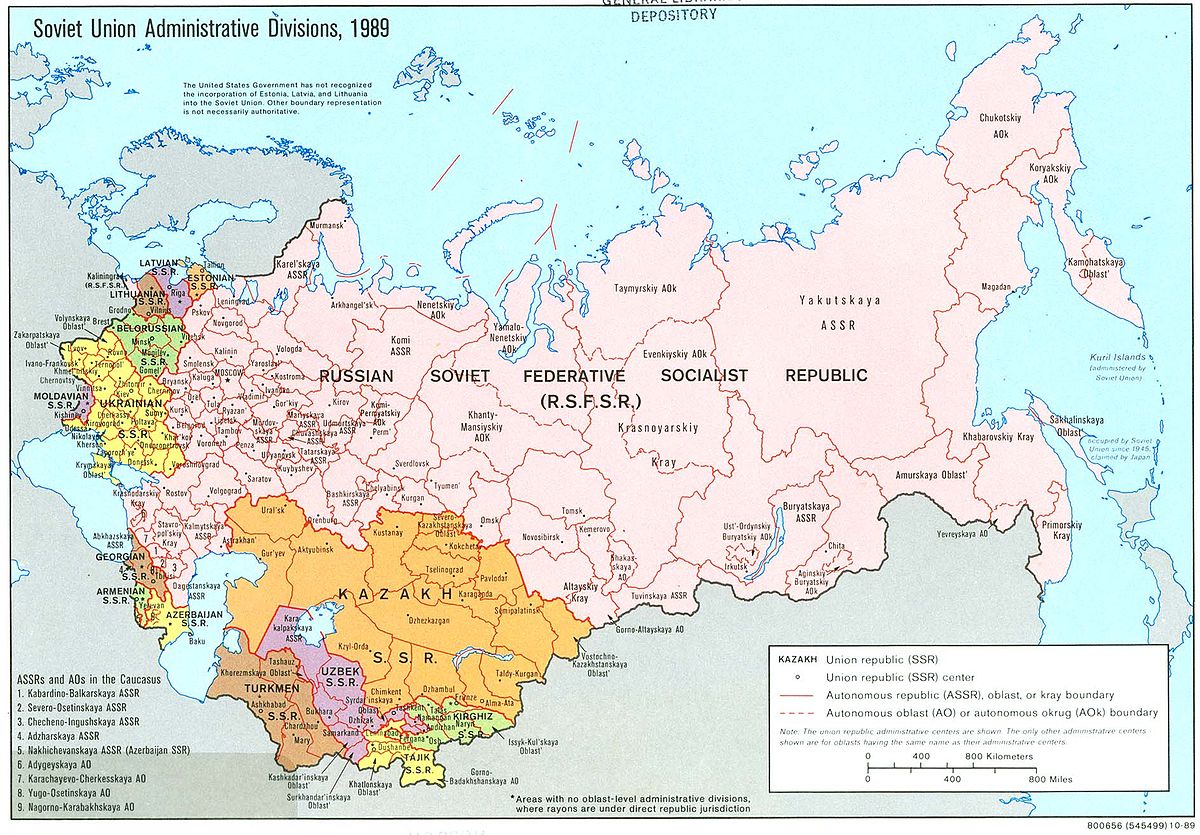 DEPOSITORY
Soviet Union Administrative Divisions, 1989
The United States Government has not recognized
the incorporation of Estonia, Latvia, and Lithuania
into the Soviet Union. Other boundary representation
is not necessarily authoritative.
Chukotskiy
AOk
Koryakskiy
AOk
Kamchatskaya
Oblast'
Magadan
Murmansk
Karel'skaya
ASSR
LATVIAN
S.S.R.
Tallinn
ESTONIAN
S.S.R.
Kaliningrad
(R.S.F.S.R.)
LITHUANIAN
S.S.R.
Riga
Vilnius
Leningrad
Pskov
Novgorod
Arkhangel'sk
Nenetskiy
AOk
Yamalo-
Nenetskiy
AOk
Taymyrskiy AOk
Yakutskaya
ASSR
Komi
ASSR
Evenkiyskiy AOk
Volynskaya
Oblast'
Brest
Grodno
BELORUSSIAN
S.S.R.
Minsk
Mogilev
Gomel'
Vitebsk
Zakarpatskaya
Oblast'
L'vov
Rovno
Ivano-Frankovsk
Ternopol'
Khmel'nitskiy
Chernovtsy
Vinnitsa
Zhitomir
Kiev
Chernigov
MOLDAVIAN
S.S.R.
Kishinev
UKRAINIAN
S.S.R.
Cherkassy
Sumy
Poltava
Kirovograd
Odessa
Nikolayev
Kherson
Khar'kov
Dnepropetrovsk
Zaporozh'ye
Donetsk
Krymskaya
Oblast'
Voroshilovgrad
Kalinin
Vologda
Yaroslavl'
Kostroma
Smolensk
MOSCOW
Kaluga
Ivanovo
Vladimir
Bryansk
Orel
Tula
Ryazan'
Gor'kiy
Kirov
Kursk
Lipetsk
Tambov
Belgorod
Voronezh
Penza
Mordovskaya
ASSR
Mariyskaya
ASSR
Chuvashskaya
ASSR
Udmurtskaya
ASSR
Tatarskaya
ASSR
Komi-
Permyatskiy
AOk
Perm'
Ul'yanovsk
Kuybyshev
Saratov
Volgograd
RUSSIAN SOVIET FEDERATIVE SOCIALIST REPUBLIC
(R.S.F.S.R.)
Khanty-
Mansiyskiy
AOk
Krasnoyarskiy
Kray
Sverdlovsk
Tyumen'
Chelyabinsk
Kurgan
Bashkirskaya
ASSR
Orenburg
Omsk
Tomsk
Novosibirsk
Kemerovo
Khakas-
skaya
AO
Altayskiy
Kray
Gorno-Altayskaya AO
Tuvinskaya ASSR
Ust'-Ordynskiy
Buryatskiy
AOk
Irkutsk
Buryatskaya
ASSR
Chita
Aginskiy
Buryatskiy
AOk
Amurskaya Oblast'
Khabarovskiy Kray
Yevreyskaya AO
Primorskiy
Kray
Sakhalinskaya
Oblast'
Kuril Islands
(administered by
Soviet Union)
occupied by Soviet
Union since 1945,
claimed by Japan
Krasnodarskiy
Kray
Rostov
Stavro-
pol'skiy
Kray
Kalmytskaya
ASSR
Astrakhan'
Abkhazskaya
ASSR
Dagestanskaya
ASSR
GEORGIAN
S.S.R.
Tbilisi
ARMENIAN
S.S.R.
Yerevan
AZERBAIJAN
S.S.R.
Baku
Ural'sk
Gur'yev
Aktyubinsk
Kustanay
Severo-
Kazakhstanskaya
Oblast'
Kokchetav
Tselinograd
Pavlodar
Karaganda
Semipalatinsk
KAZAKH
S.S.R.
Dzhezkazgan
Kzyl-Orda
Chimkent
Dzhambul
Taldy-Kurgan
Alma-Ata
Vostochno-
Kazakhstanskaya
Oblast'
Kara-
kalpakskaya
ASSR
UZBEK
S.S.R.
Tashauz
Khorezmskaya Oblast'
TURKMEN
S.S.R.
Ashkhabad
Chardzhou
Mary
Bukhara
Samarkand
Dzhizak
Tashkent
Namangan
Fergana
Andizhan
Frunze
Talas
KIRGHIZ
S.S.R.
Naryn
Osh
Issyk-Kul'skaya
Oblast'
Leninabad
Dushanbe
TAJIK
S.S.R.
Gorno-
Badakhshanskaya
Kashkadar'inskaya
Oblast'
Surkhandar'inskaya
Oblast'
Khatlonskaya
Oblast'
ASSRs and AOs in the Caucasus
1. Kabardino-Balkarskaya ASSR
2. Severo-Osetinskaya ASSR
3. Checheno-Ingushskaya ASSR
4. Adzharskaya ASSR
5. Nakhichevanskaya ASSR (Azerbaijan SSR)
6. Adygeyskaya AO
7. Karachayevo-Cherkesskaya AO
8. Yugo-Osetinskaya AO
9. Nagorno-Karabakhskaya AO
*Areas with no oblast-level administrative divisions,
where rayons are under direct republic jurisdiction
KAZAKH Union republic (SSR)
Union republic (SSR) center
Autonomous republic (ASSR), oblast, or kray boundary
Autonomous oblast (AO) or autonomous okrug (AOk) boundary
Note: The union republic administrative centers are shown. The only other administrative centers
shown are for oblasts having the same name as their administrative centers.
0 400 800 Kilometers
0 400 800 Miles
800656 (545499) 10-89